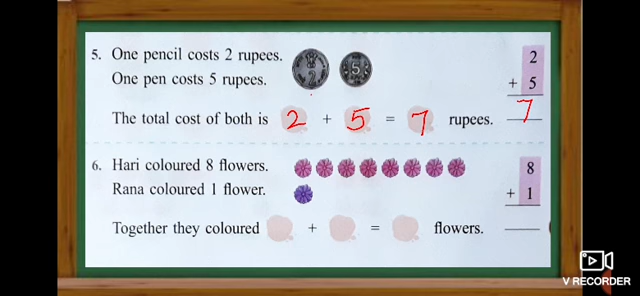 5. One pencil costs 2 rupees.
One pen costs 5 rupees.
2
5
2
+ 5
7
The total cost of both is 2 + 5 = 7 rupees.
6. Hari coloured 8 flowers.
Rana coloured 1 flower.
8
+ 1
Together they coloured + = flowers.
V RECORDER